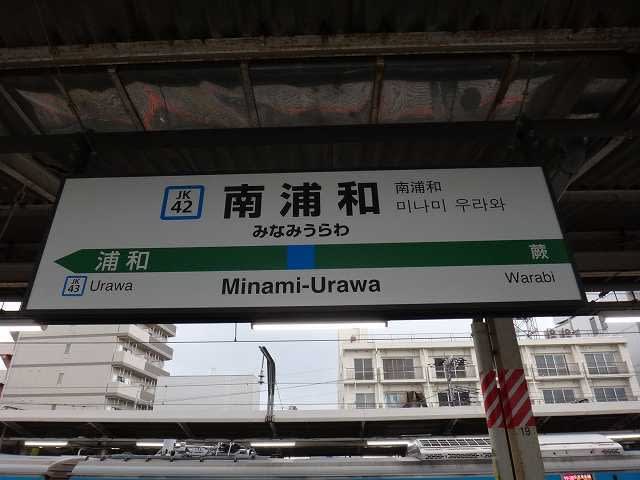 JK
42
南浦和
南浦和
미나미 우라와
みなみうらわ
浦和
蕨
JK
43
Urawa
Minami-Urawa
Warabi
19